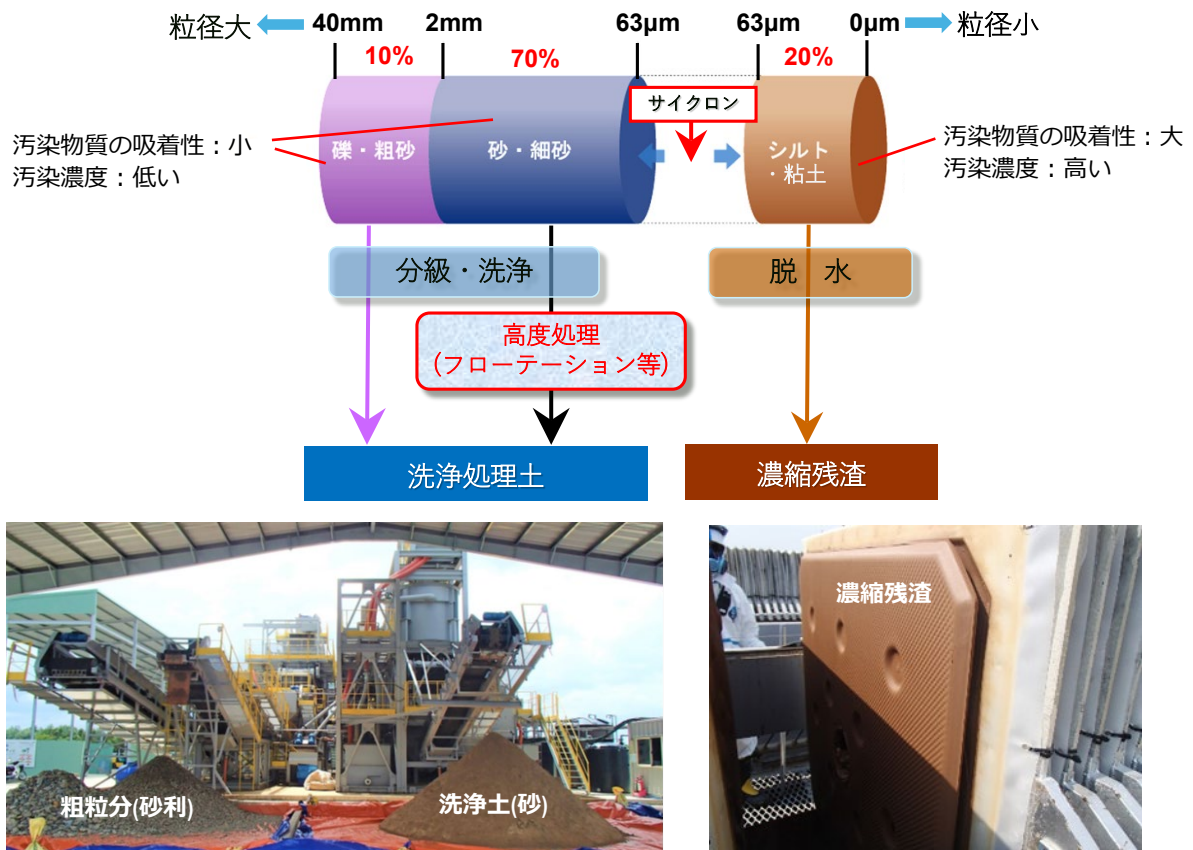 粒径大
40mm
2mm
63μm
63μm
0μm
粒径小
10%
70%
20%
サイクロン
汚染物質の吸着性：小
汚染濃度：低い
礫・粗砂
砂・細砂
シルト
・粘土
汚染物質の吸着性：大
汚染濃度：高い
分級・洗浄
脱　水
高度処理
(フローテーション等)
洗浄処理土
濃縮残渣
粗粒分(砂利)
洗浄土(砂)
濃縮残渣